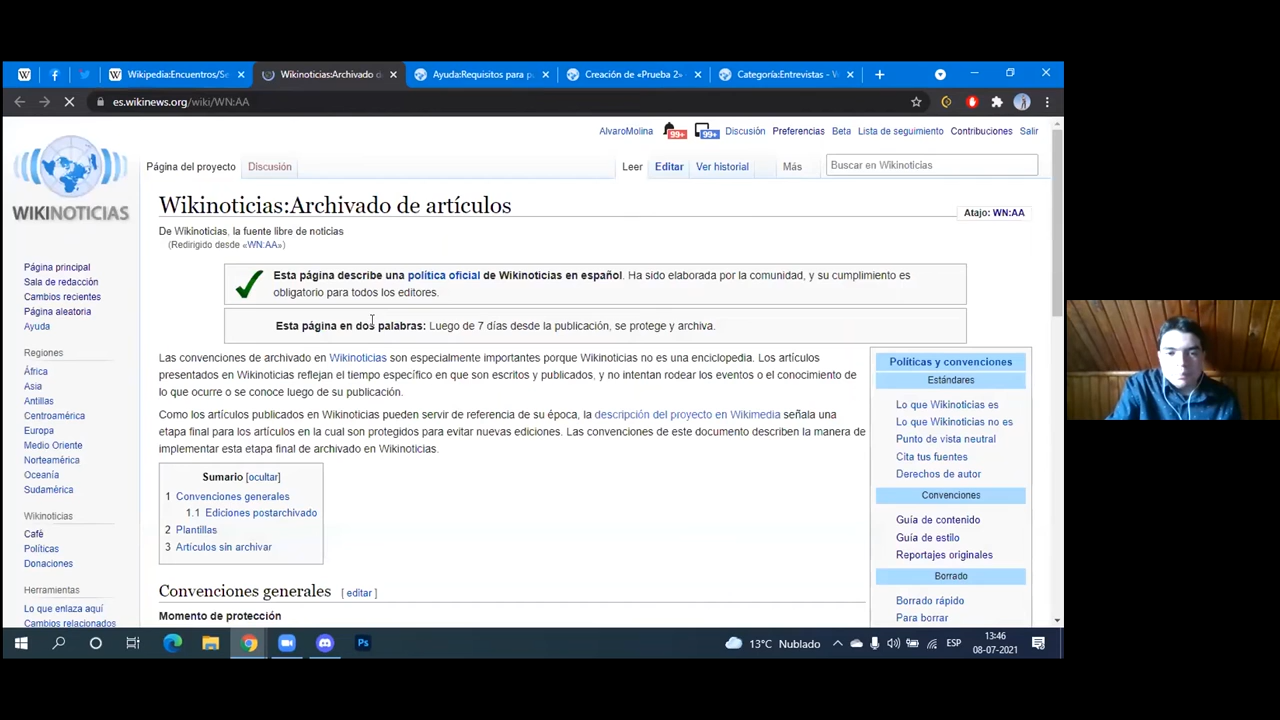 Wikipedia:Encuentros/Se
Wikinoticias:Archivado d
Ayuda:Requisitos para p
Creación de «Prueba 2»
Categoría:Entrevistas - W
es.wikinews.org/wiki/WN:AA
AlvaroMolina 99+ 99+ Discusión Preferencias Beta Lista de seguimiento Contribuciones Salir
Página del proyecto Discusión Leer Editar Ver historial Más Buscar en Wikinoticias
WIKINOTICIAS
Wikinoticias:Archivado de artículos
Atajo: WN:AA
De Wikinoticias, la fuente libre de noticias
(Redirigido desde «WN:AA»)
Esta página describe una política oficial de Wikinoticias en español. Ha sido elaborada por la comunidad, y su cumplimiento es
obligatorio para todos los editores.
Esta página en dos palabras: Luego de 7 días desde la publicación, se protege y archiva.
Las convenciones de archivado en Wikinoticias son especialmente importantes porque Wikinoticias no es una enciclopedia. Los artículos
presentados en Wikinoticias reflejan el tiempo específico en que son escritos y publicados, y no intentan rodear los eventos o el conocimiento de
lo que ocurre o se conoce luego de su publicación.
Como los artículos publicados en Wikinoticias pueden servir de referencia de su época, la descripción del proyecto en Wikimedia señala una
etapa final para los artículos en la cual son protegidos para evitar nuevas ediciones. Las convenciones de este documento describen la manera de
implementar esta etapa final de archivado en Wikinoticias.
Sumario [ocultar]
1 Convenciones generales
1.1 Ediciones postarchivado
2 Plantillas
3 Artículos sin archivar
Convenciones generales [ editar ]
Momento de protección
Página principal
Sala de redacción
Cambios recientes
Página aleatoria
Ayuda
Regiones
África
Asia
Antillas
Centroamérica
Europa
Medio Oriente
Norteamérica
Oceanía
Sudamérica
Wikinoticias
Café
Políticas
Donaciones
Herramientas
Lo que enlaza aquí
Cambios relacionados
Políticas y convenciones
Estándares
Lo que Wikinoticias es
Lo que Wikinoticias no es
Punto de vista neutral
Cita tus fuentes
Derechos de autor
Convenciones
Guía de contenido
Guía de estilo
Reportajes originales
Borrado
Borrado rápido
Para borrar
13°C Nublado
ESP
13:46
08-07-2021